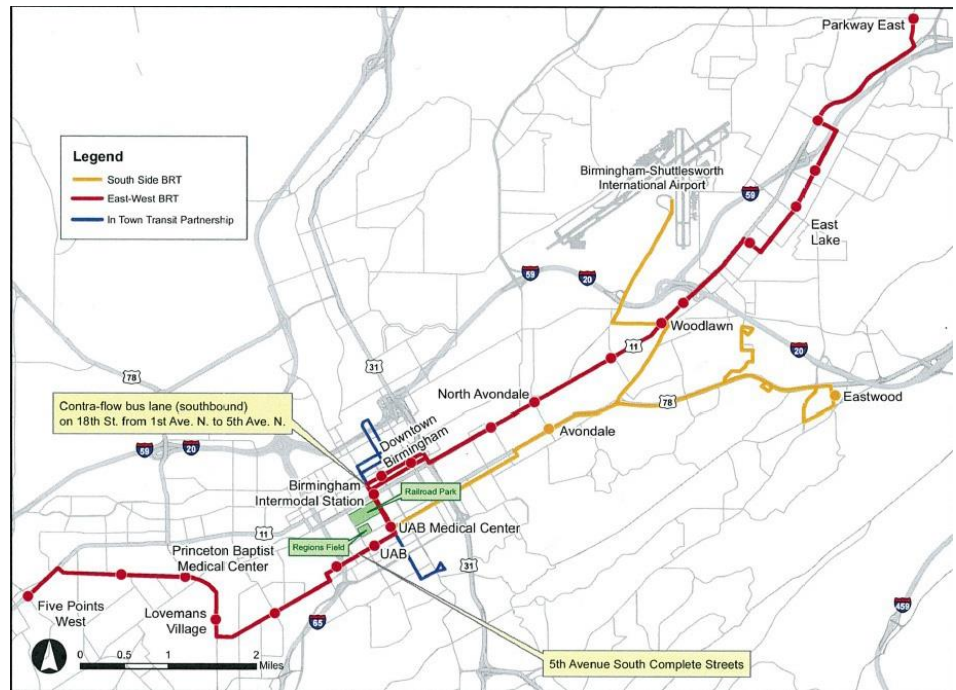 Parkway East
Legend
South Side BRT
East-West BRT
In Town Transit Partnership
Birmingham-Shuttlesworth
International Airport
59
East
Lake
59
20
Woodlawn
11
20
31
78
North Avondale
78
Eastwood
Contra-flow bus lane (southbound)
on 18th St. from 1st Ave. N. to 5th Ave. N.
Downtown
Birmingham
Avondale
59
20
Birmingham
Intermodal Station
Railroad Park
11
UAB Medical Center
Princeton Baptist
Medical Center
Regions Field
UAB
31
Five Points
West
Lovemans
Village
65
459
0 0.5 1 2
Miles
5th Avenue South Complete Streets